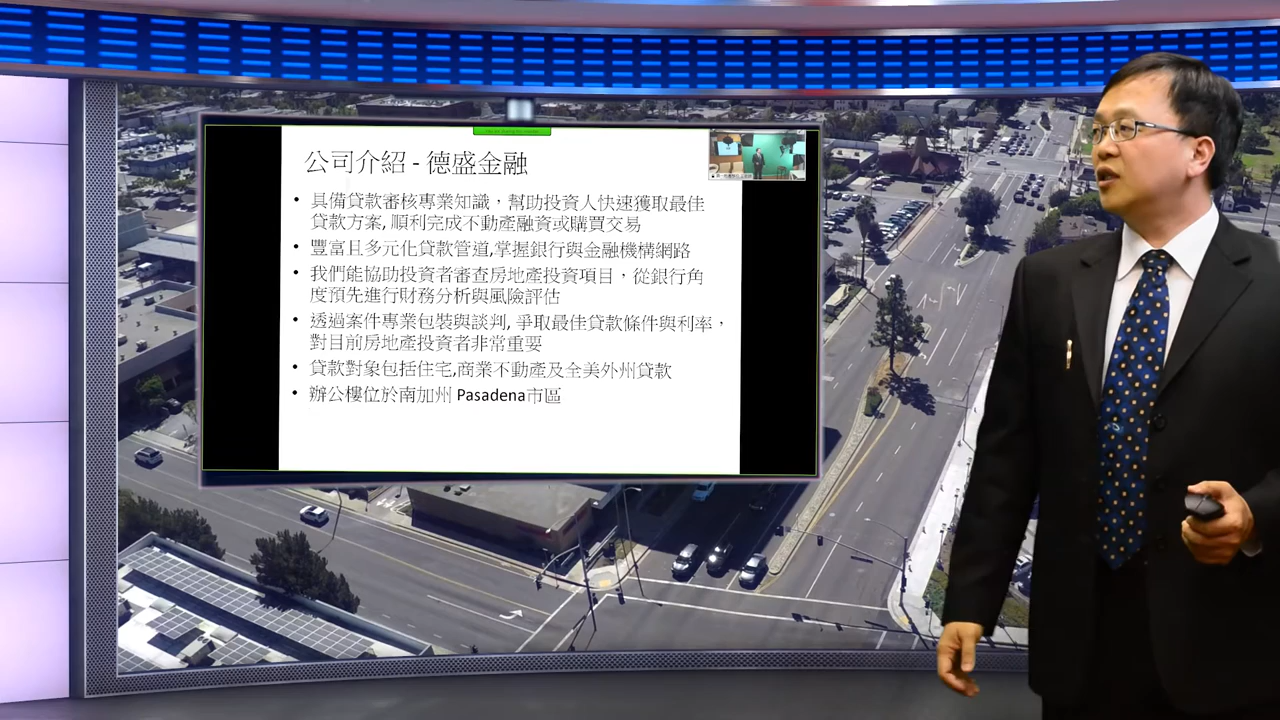 公司介紹 - 德盛金融
• 具備貸款審核專業知識，幫助投資人快速獲取最佳
貸款方案, 順利完成不動產融資或購買交易
• 豐富且多元化貸款管道,掌握銀行與金融機構網路
• 我們能協助投資者審查房地產投資項目，從銀行角
度預先進行財務分析與風險評估
• 透過案件專業包裝與談判, 爭取最佳貸款條件與利率，
對目前房地產投資者非常重要
• 貸款對象包括住宅,商業不動產及全美外州貸款
• 辦公樓位於南加州 Pasadena市區